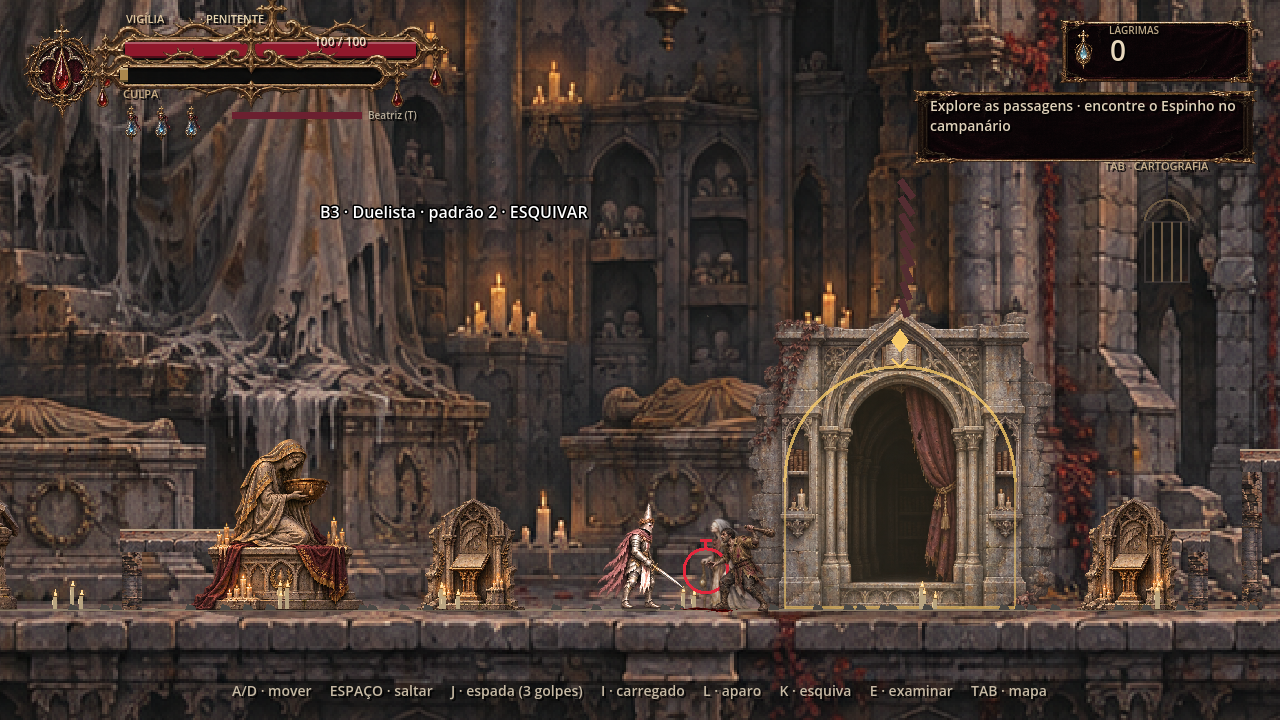 VIGÍLIA PENITENTE
100 / 100
CULPA
Beatriz (T)
LÁGRIMAS
0
Explore as passagens · encontre o Espinho no
campanário
TAB · CARTOGRAFIA
B3 · Duelista · padrão 2 · ESQUIVAR
A/D · mover ESPAÇO · saltar J · espada (3 golpes) I · carregado L · aparo K · esquiva E · examinar TAB · mapa